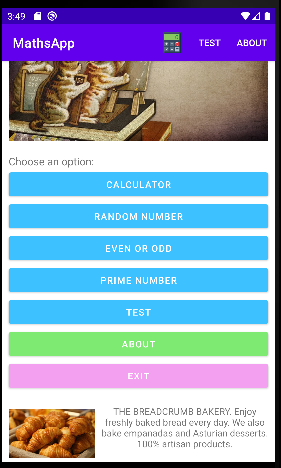 3:49
MathsApp TEST ABOUT
Choose an option:
CALCULATOR
RANDOM NUMBER
EVEN OR ODD
PRIME NUMBER
TEST
ABOUT
EXIT
THE BREADCRUMB BAKERY. Enjoy
freshly baked bread every day. We also
bake empanadas and Asturian desserts.
100% artisan products.